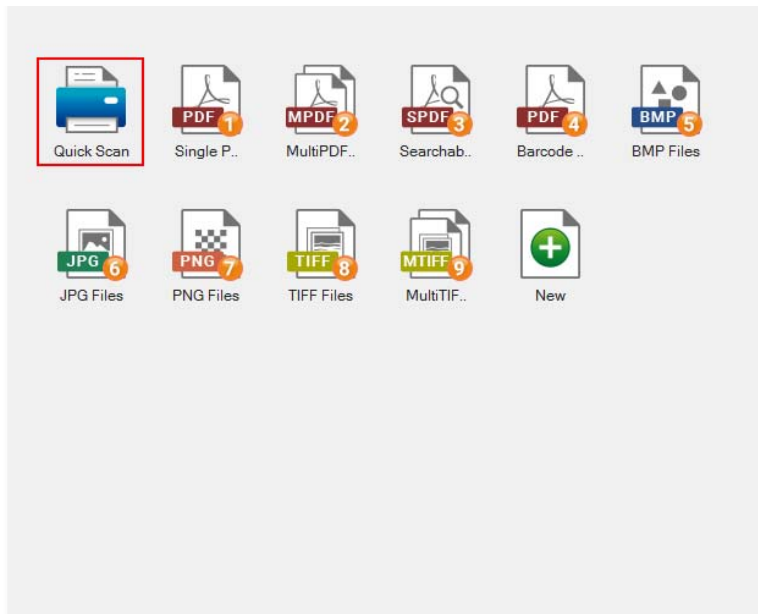 PDF 1 MPDF 2 SPDF 3 PDF 4 BMP 5
Quick Scan Single P.. MultiPDF.. Searchab.. Barcode .. BMP Files
JPG 6 PNG 7 TIFF 8 MTIFF 9
JPG Files PNG Files TIFF Files MultiTIF.. New